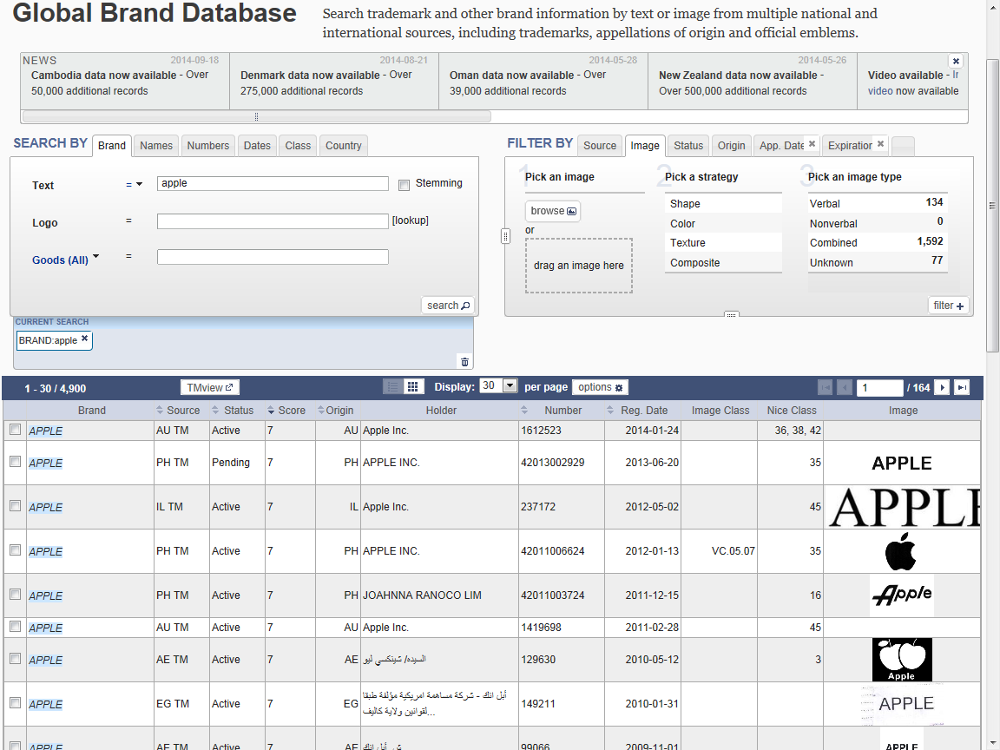 Global Brand Database
Search trademark and other brand information by text or image from multiple national and
international sources, including trademarks, appellations of origin and official emblems.
NEWS
2014-09-18
Cambodia data now available - Over
50,000 additional records
2014-08-21
Denmark data now available - Over
275,000 additional records
2014-05-28
Oman data now available - Over
39,000 additional records
2014-05-26
New Zealand data now available -
Over 500,000 additional records
Video available - 
video now available
SEARCH BY Brand Names Numbers Dates Class Country
Text = apple Stemming
Logo = [lookup]
Goods (All) =
search
FILTER BY Source Image Status Origin App. Date Expiration
1 Pick an image
browse
or
drag an image here
2 Pick a strategy
Shape
Color
Texture
Composite
3 Pick an image type
Verbal 134
Nonverbal 0
Combined 1,592
Unknown 77
filter +
CURRENT SEARCH
BRAND:apple
1 - 30 / 4,900 TMview Display: 30 per page options 1 / 164
Brand Source Status Score Origin Holder Number Reg. Date Image Class Nice Class Image
APPLE AU TM Active 7 AU Apple Inc. 1612523 2014-01-24 36, 38, 42
APPLE PH TM Pending 7 PH APPLE INC. 42013002929 2013-06-20 35 APPLE
APPLE IL TM Active 7 IL Apple Inc. 237172 2012-05-02 45 APPLE
APPLE PH TM Active 7 PH APPLE INC. 42011006624 2012-01-13 VC.05.07 35
APPLE PH TM Active 7 PH JOAHNNA RANOCO LIM 42011003724 2011-12-15 16 Apple
APPLE AU TM Active 7 AU Apple Inc. 1419698 2011-02-28 45
APPLE AE TM Active 7 AE السيده/ شينكسي ليو 129630 2010-05-12 3 Apple
APPLE EG TM Active 7 EG أبل انك - شركة مساهمة امريكية مؤلفة طبقا
لقوانين ولاية كاليف... 149211 2010-01-31 APPLE
APPLE AE TM Active 7 AE أبل انك 99066 2009-11-01 APPLE